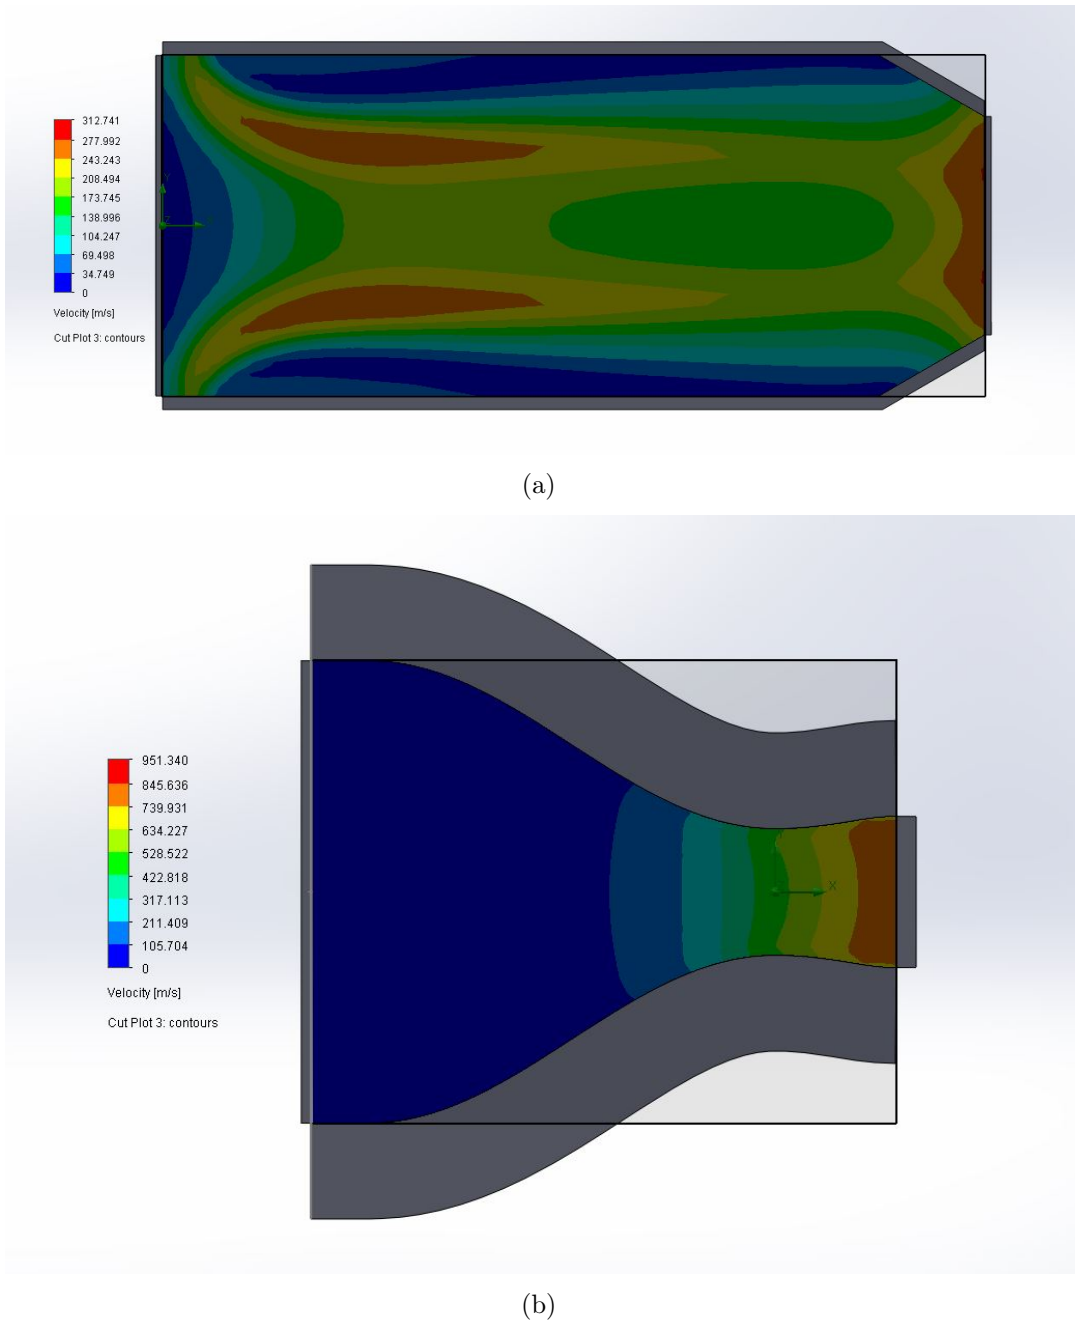 312.741
277.992
243.243
208.494
173.745
138.996
104.247
69.498
34.749
0
Velocity [m/s]
Cut Plot 3: contours
(a)
951.340
845.636
739.931
634.227
528.522
422.818
317.113
211.409
105.704
0
Velocity [m/s]
Cut Plot 3: contours
X
(b)